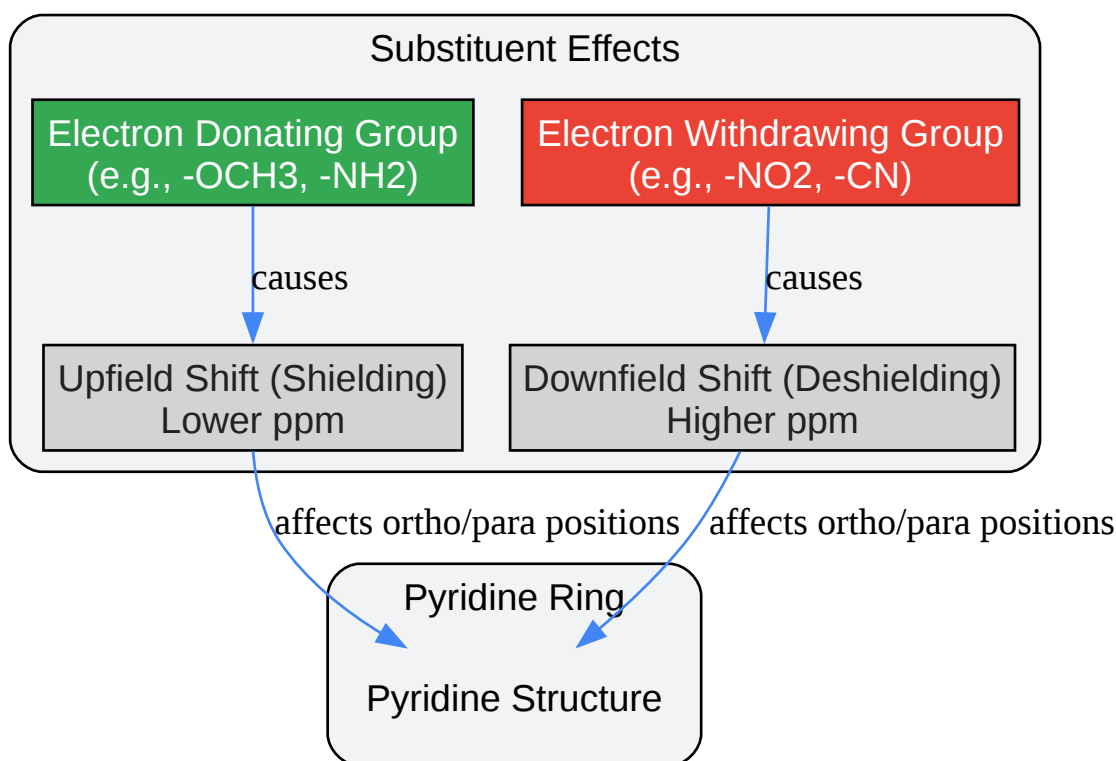 Substituent Effects
Electron Donating Group
(e.g., -OCH3, -NH2)
Electron Withdrawing Group
(e.g., -NO2, -CN)
causes
causes
Upfield Shift (Shielding)
Lower ppm
Downfield Shift (Deshielding)
Higher ppm
affects ortho/para positions
affects ortho/para positions
Pyridine Ring
Pyridine Structure